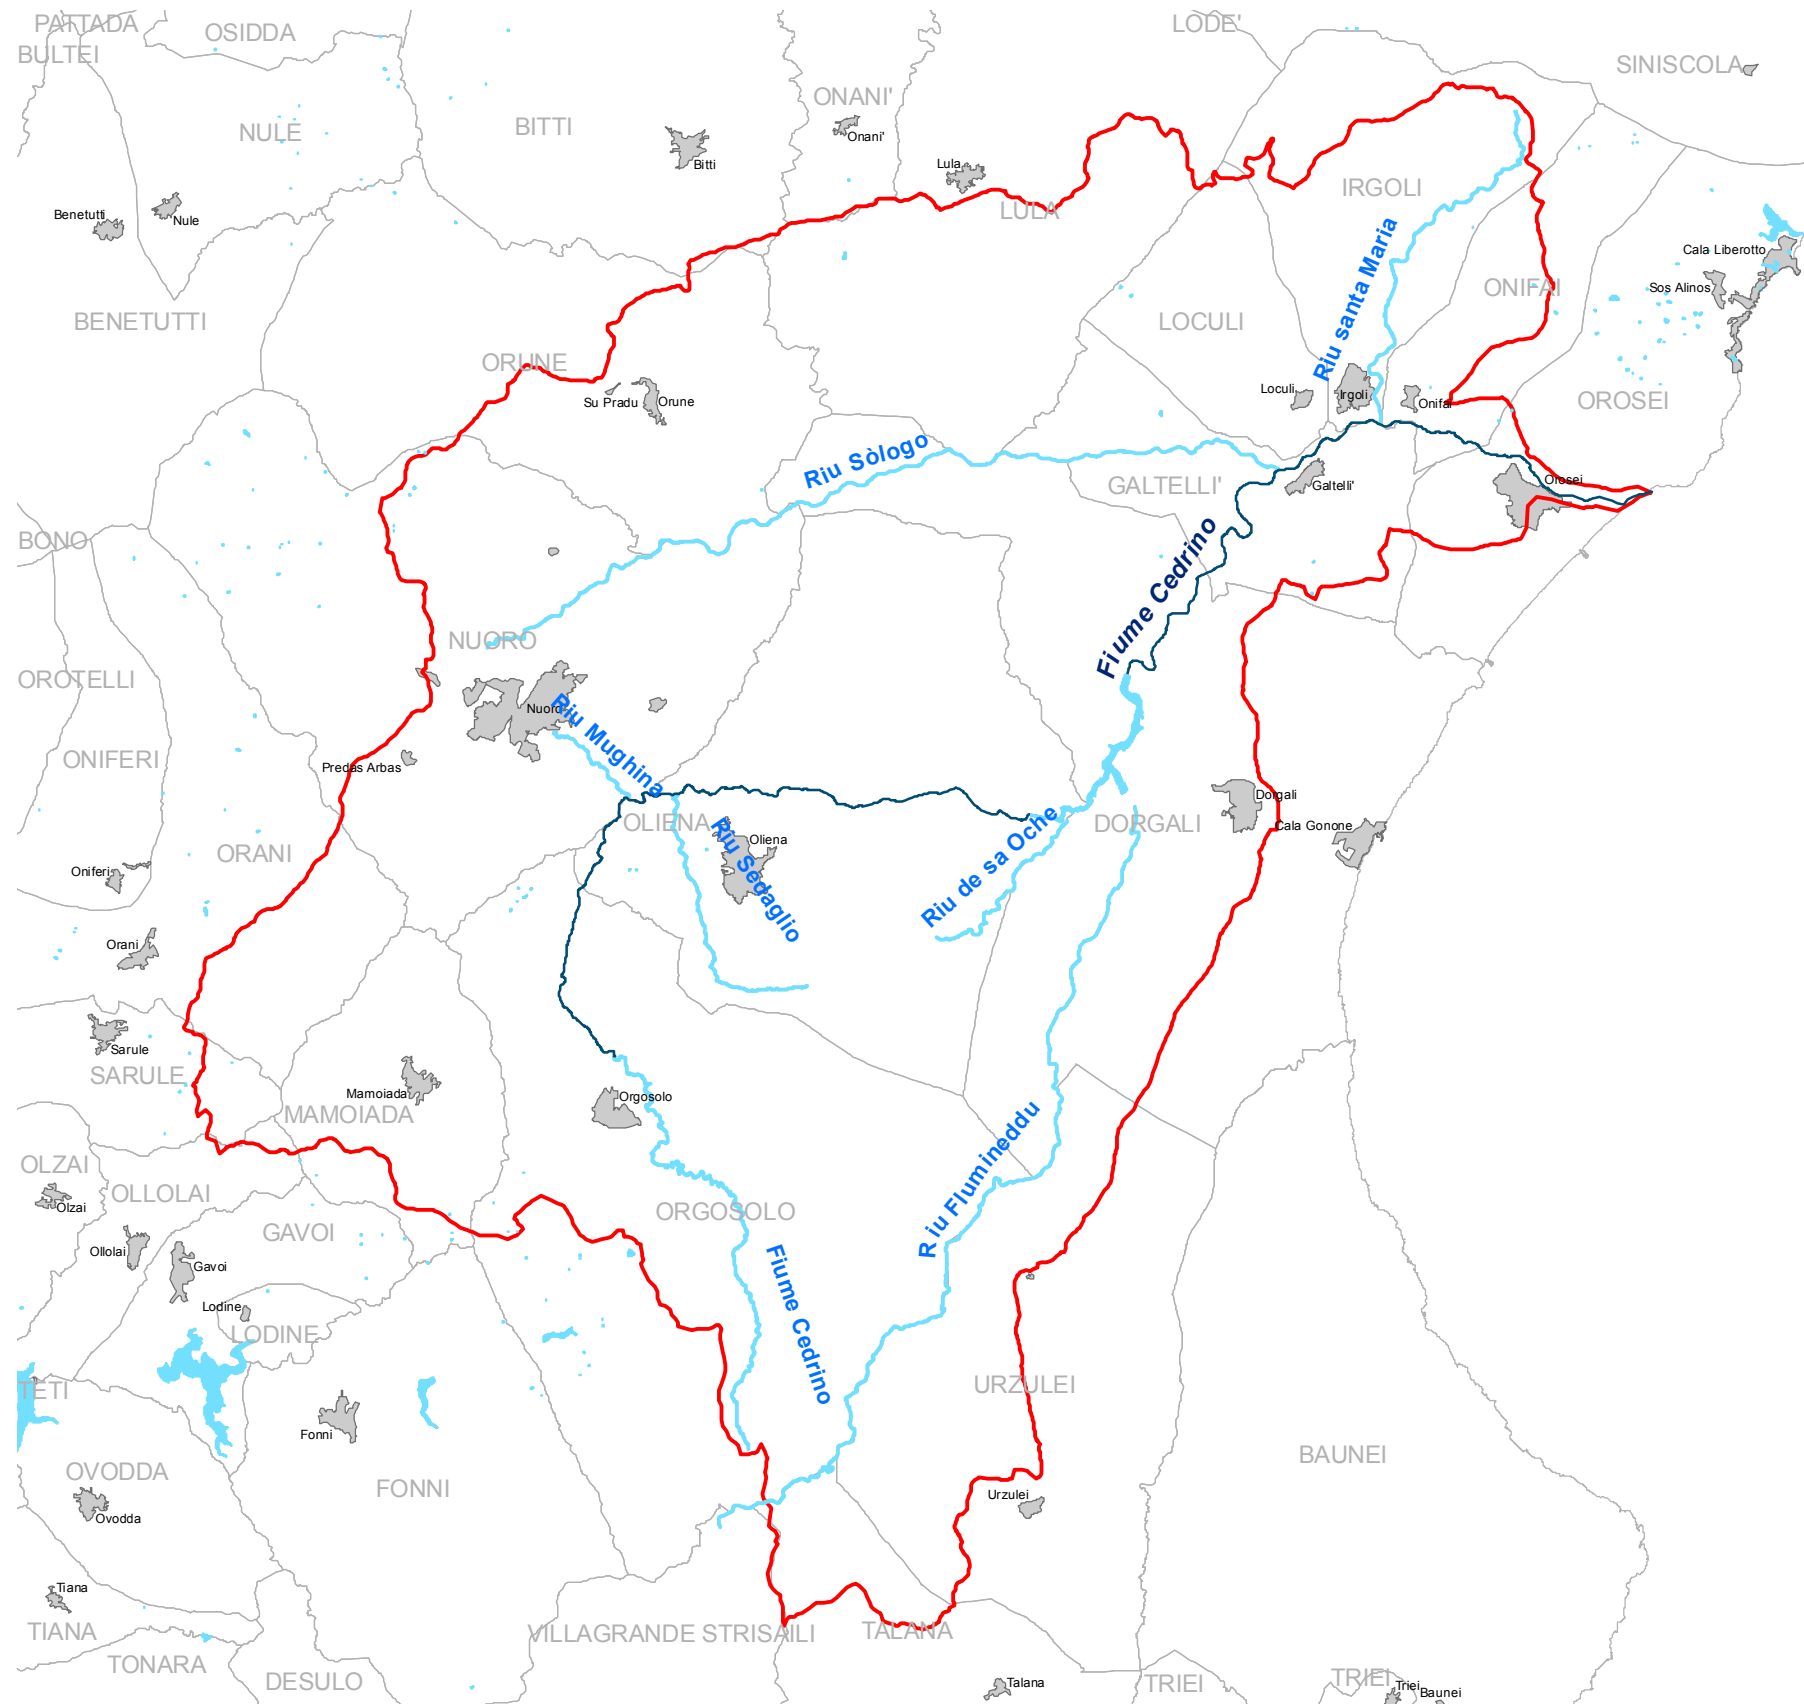 PATTADA
OSIDDA
LODE'
BULTEI
SINISCOLA
ONANI'
NULE
BITTI
Onani'
Bitti
Lula
IRGOLI
Benetutti
Nule
LULA
Cala Liberotto
Riu santa Maria
ONIFAI
Sos Alinos
BENETUTTI
LOCULI
ORUNE
Su Pradu
Orune
Loculi
Irgoli
Onifai
OROSEI
Riu Sòlogo
GALTELLI'
Galtelli'
Orosei
BONO
Fiume Cedrino
NUORO
OROTELLI
Nuoro
Riu Mughina
ONIFERI
Predas Arbas
OLIENA
Oliena
Riu Sedaglio
Riu de sa Oche
DORGALI
Dorgali
Cala Gonone
ORANI
Oniferi
Orani
Sarule
SARULE
Mamoiada
MAMOIADA
Orgosolo
OLZAI
Olzai
OLLOLAI
ORGOSOLO
R iu Flumineddu
GAVOI
Ollolai
Gavoi
Fiume Cedrino
Lodine
LODINE
TETI
URZULEI
Fonni
BAUNEI
OVODDA
FONNI
Ovodda
Urzulei
Tiana
TIANA
VILLAGRANDE STRISAILI
TALANA
TONARA
DESULO
Talana
TRIEI
TRIEI
Triei
Baunei